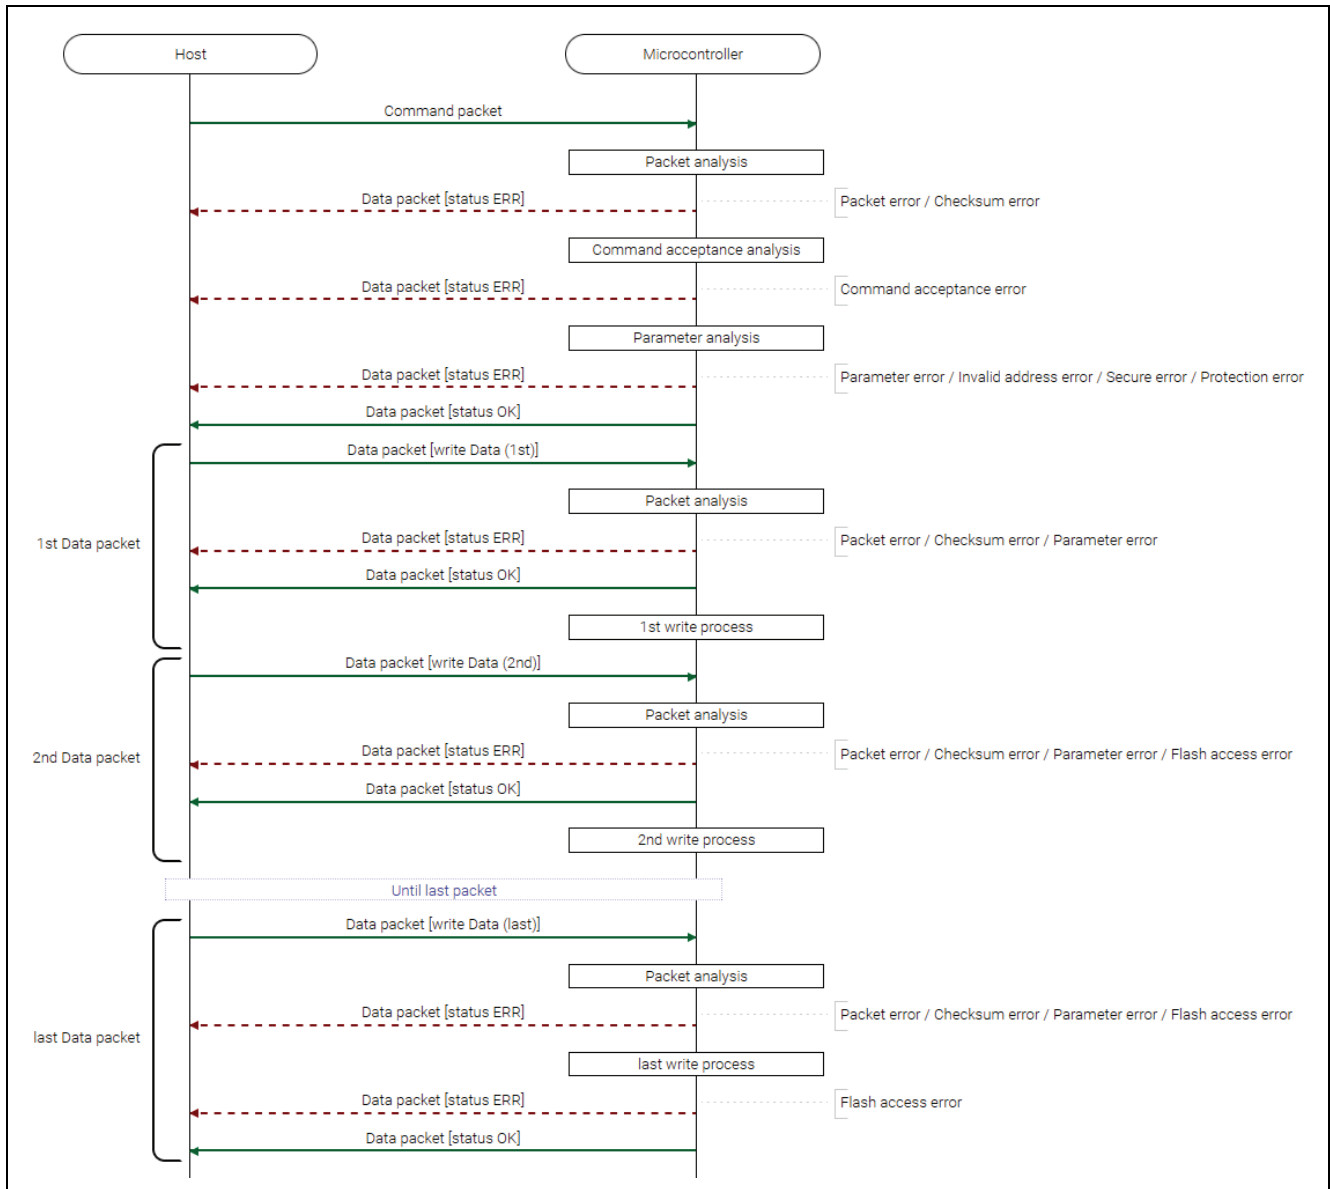 Host
Microcontroller
Command packet
Packet analysis
Data packet [status ERR]
Packet error / Checksum error
Command acceptance analysis
Data packet [status ERR]
Command acceptance error
Parameter analysis
Data packet [status ERR]
Parameter error / Invalid address error / Secure error / Protection error
Data packet [status OK]
Data packet [write Data (1st)]
Packet analysis
1st Data packet
Data packet [status ERR]
Packet error / Checksum error / Parameter error
Data packet [status OK]
1st write process
Data packet [write Data (2nd)]
Packet analysis
2nd Data packet
Data packet [status ERR]
Packet error / Checksum error / Parameter error / Flash access error
Data packet [status OK]
2nd write process
Until last packet
Data packet [write Data (last)]
Packet analysis
Data packet [status ERR]
Packet error / Checksum error / Parameter error / Flash access error
last Data packet
last write process
Data packet [status ERR]
Flash access error
Data packet [status OK]